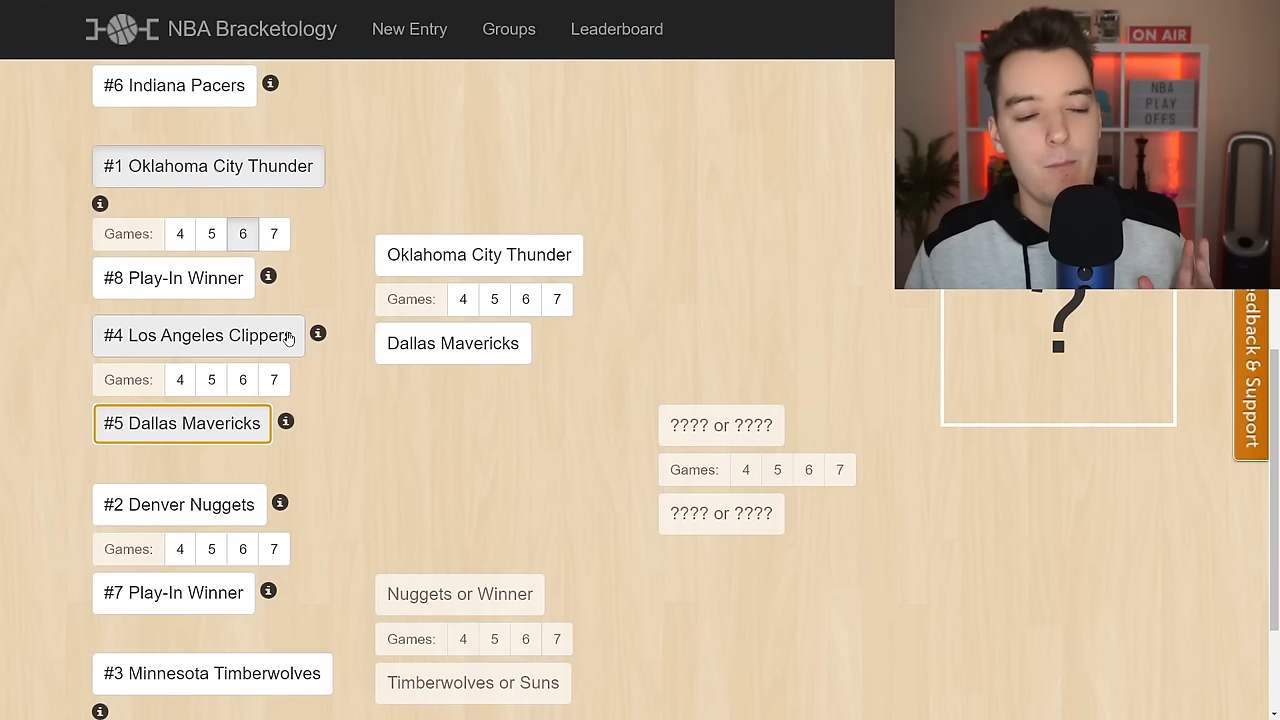 NBA Bracketology New Entry Groups Leaderboard
ON AIR
NBA
PLAY
OFFS
#6 Indiana Pacers
#1 Oklahoma City Thunder
Games: 4 5 6 7
#8 Play-In Winner
#4 Los Angeles Clippers
Games: 4 5 6 7
#5 Dallas Mavericks
#2 Denver Nuggets
Games: 4 5 6 7
#7 Play-In Winner
#3 Minnesota Timberwolves
Oklahoma City Thunder
Games: 4 5 6 7
Dallas Mavericks
Nuggets or Winner
Games: 4 5 6 7
Timberwolves or Suns
???? or ????
Games: 4 5 6 7
???? or ????
?
edback & Support